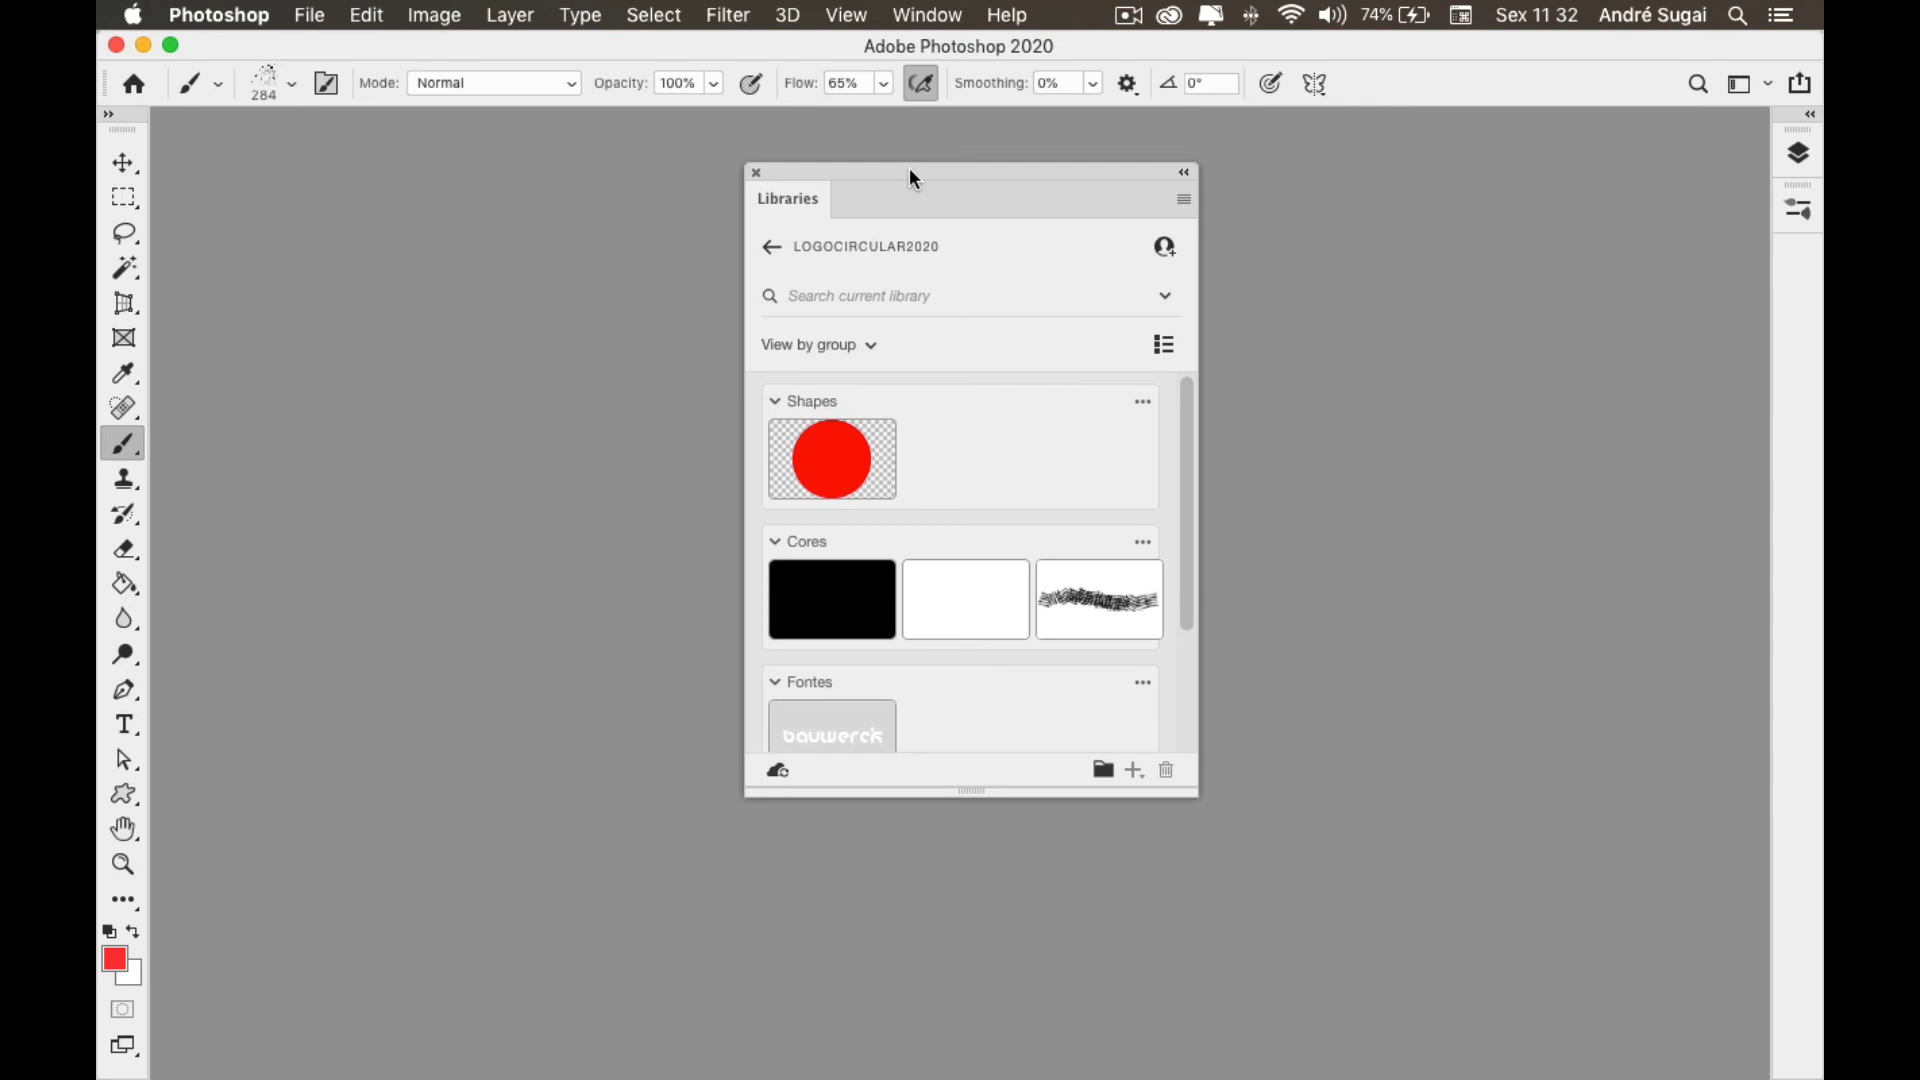 Photoshop File Edit Image Layer Type Select Filter 3D View Window Help 74% Sex 11 32 André Sugai
Adobe Photoshop 2020
284 Mode: Normal Opacity: 100% Flow: 65% Smoothing: 0% 0°
Libraries
LOGOCIRCULAR2020
Search current library
View by group
Shapes
Cores
Fontes
bauwerck